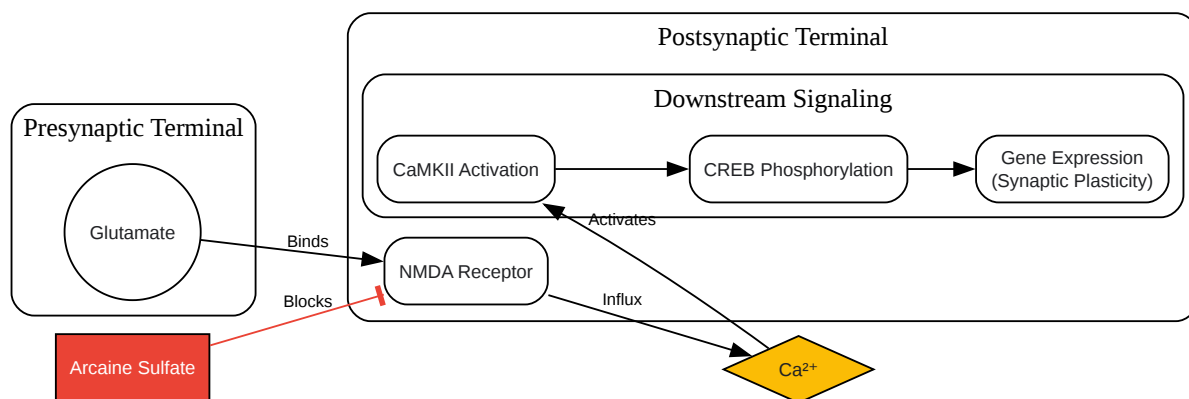 Postsynaptic Terminal
Downstream Signaling
Presynaptic Terminal
CaMKII Activation
CREB Phosphorylation
Gene Expression
(Synaptic Plasticity)
Activates
Glutamate
Binds
NMDA Receptor
Blocks
Influx
Arcaine Sulfate
Ca²⁺